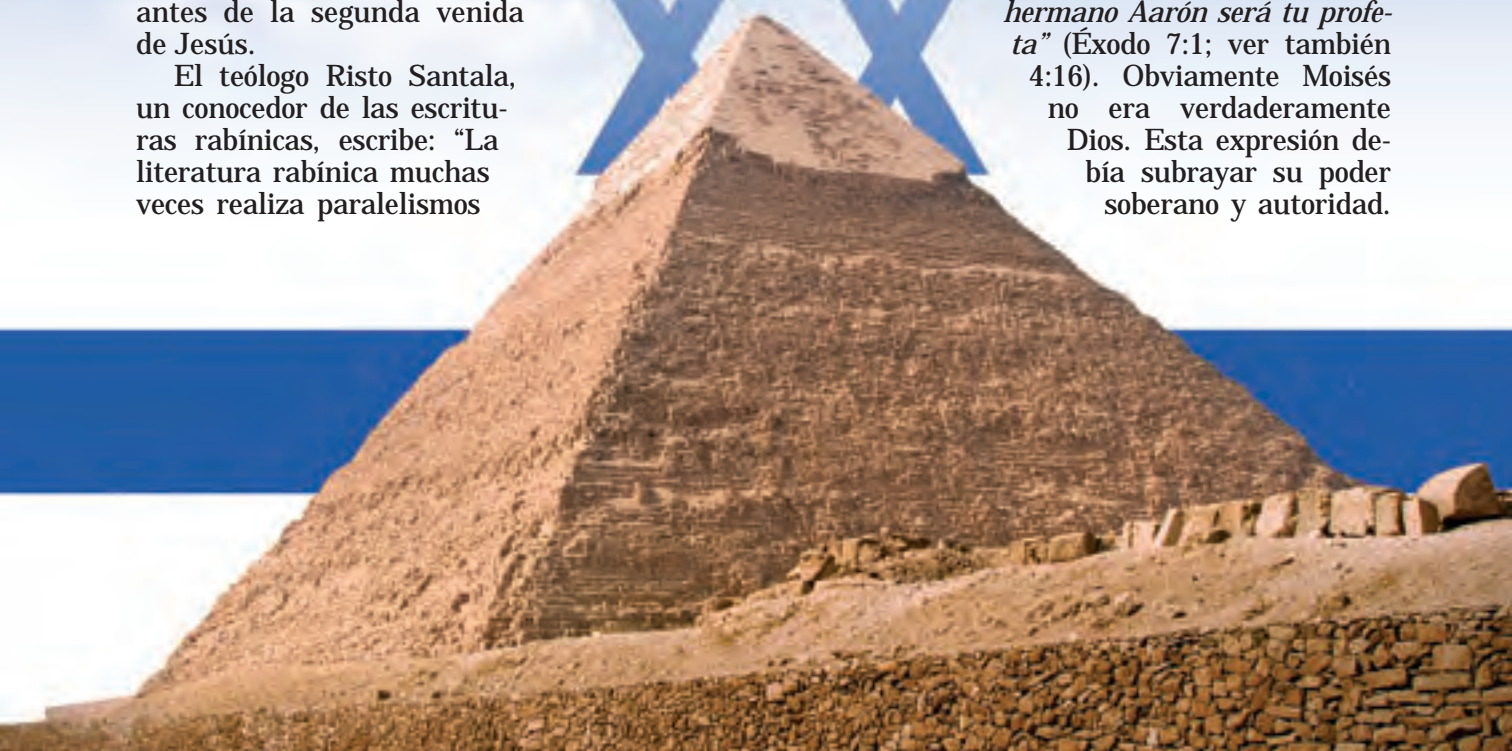 antes de la segunda venida
de Jesús.
El teólogo Risto Santala,
un conocedor de las escritu-
ras rabínicas, escribe: “La
literatura rabínica muchas
veces realiza paralelismos
hermano Aarón será tu profe-
ta” (Éxodo 7:1; ver también
4:16). Obviamente Moisés
no era verdaderamente
Dios. Esta expresión de-
bía subrayar su poder
soberano y autoridad.